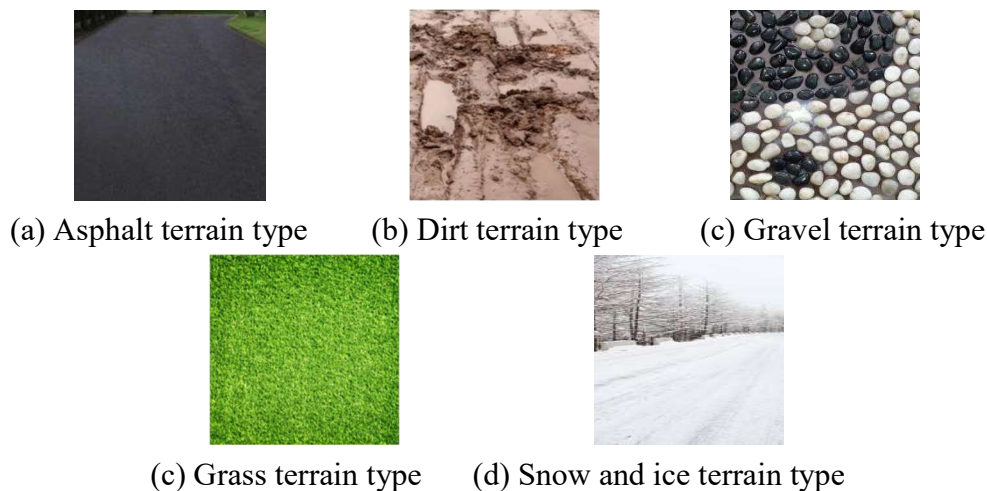 (a) Asphalt terrain type
(b) Dirt terrain type
(c) Gravel terrain type
(c) Grass terrain type
(d) Snow and ice terrain type